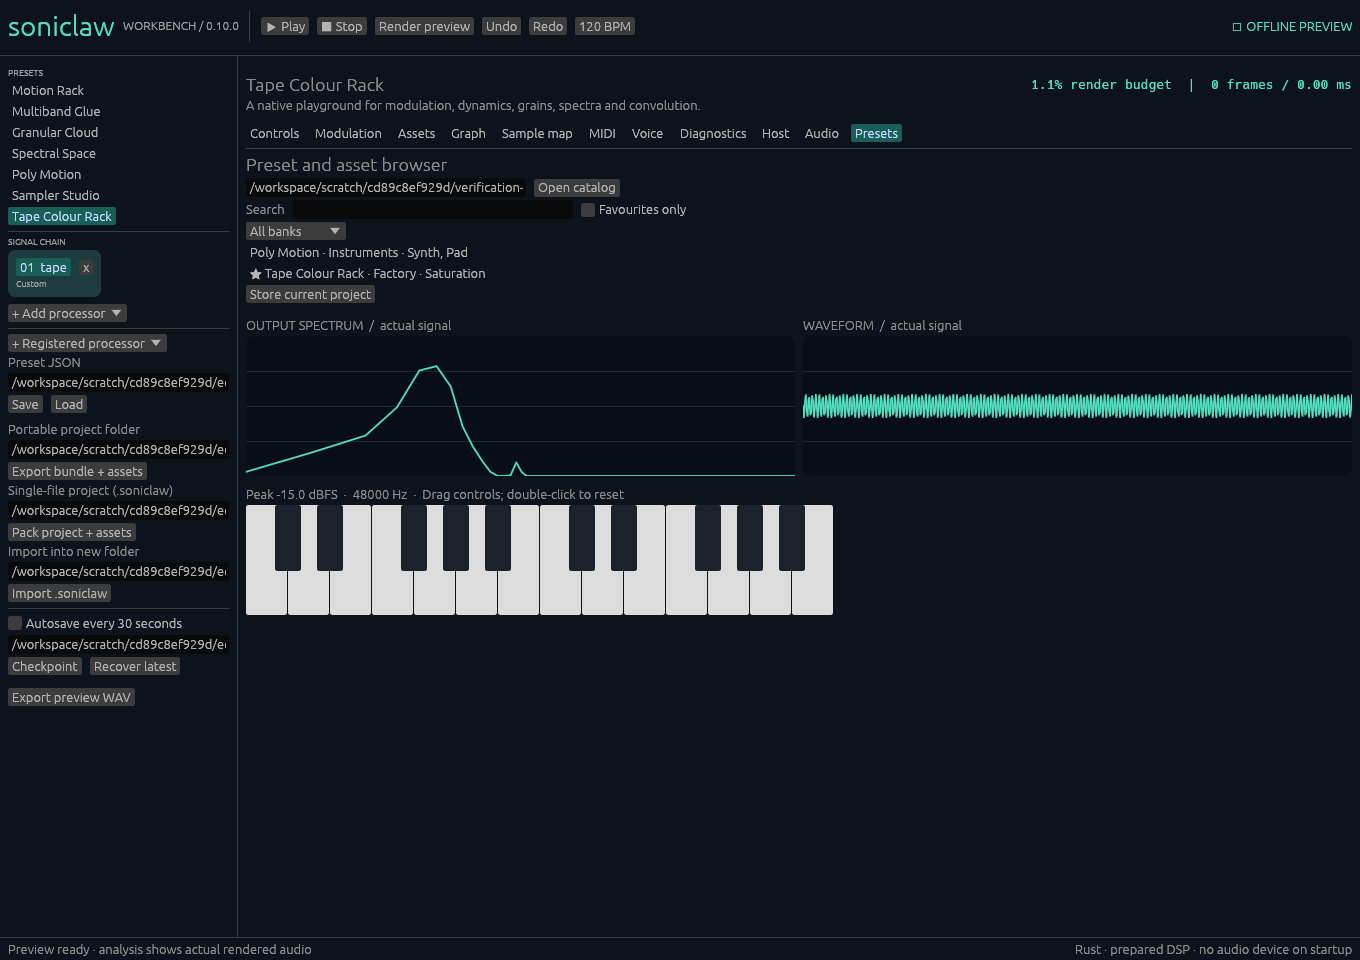 soniclaw WORKBENCH / 0.10.0 Play Stop Render preview Undo Redo 120 BPM OFFLINE PREVIEW
PRESETS
Motion Rack
Multiband Glue
Granular Cloud
Spectral Space
Poly Motion
Sampler Studio
Tape Colour Rack
SIGNAL CHAIN
01 tape x
Custom
+ Add processor
+ Registered processor
Preset JSON
/workspace/scratch/cd89c8ef929d/e
Save Load
Portable project folder
/workspace/scratch/cd89c8ef929d/e
Export bundle + assets
Single-file project (.soniclaw)
/workspace/scratch/cd89c8ef929d/e
Pack project + assets
Import into new folder
/workspace/scratch/cd89c8ef929d/e
Import .soniclaw
Autosave every 30 seconds
/workspace/scratch/cd89c8ef929d/e
Checkpoint Recover latest
Export preview WAV
Tape Colour Rack 1.1% render budget | 0 frames / 0.00 ms
A native playground for modulation, dynamics, grains, spectra and convolution.
Controls Modulation Assets Graph Sample map MIDI Voice Diagnostics Host Audio Presets
Preset and asset browser
/workspace/scratch/cd89c8ef929d/verification- Open catalog
Search Favourites only
All banks
Poly Motion · Instruments · Synth, Pad
★ Tape Colour Rack · Factory · Saturation
Store current project
OUTPUT SPECTRUM / actual signal WAVEFORM / actual signal
Peak -15.0 dBFS · 48000 Hz · Drag controls; double-click to reset
Preview ready · analysis shows actual rendered audio Rust · prepared DSP · no audio device on startup